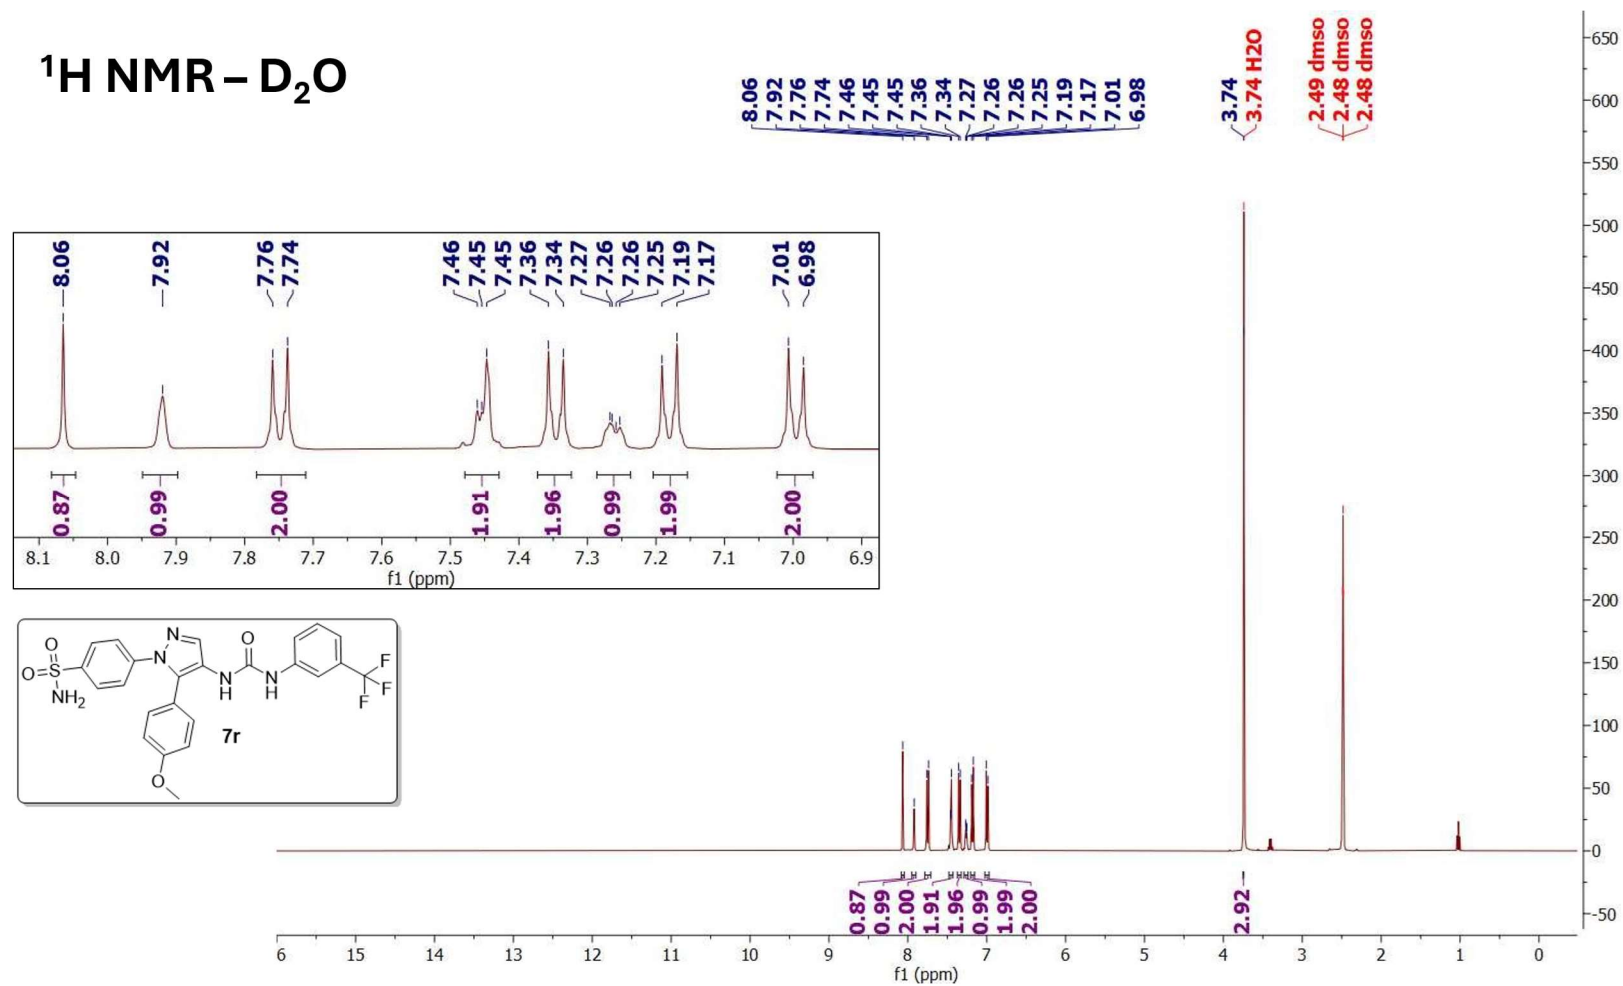 ¹H NMR – D₂O
8.06
7.92
7.76
7.74
7.46
7.45
7.45
7.36
7.34
7.27
7.26
7.26
7.25
7.19
7.17
7.01
6.98
3.74
3.74 H2O
2.49 dmso
2.48 dmso
2.48 dmso
650
600
550
500
450
400
350
300
250
200
150
100
50
0
-50
8.06
7.92
7.76
7.74
7.46
7.45
7.45
7.36
7.34
7.27
7.26
7.26
7.25
7.19
7.17
7.01
6.98
0.87
0.99
2.00
1.91
1.96
0.99
1.99
2.00
8.1 8.0 7.9 7.8 7.7 7.6 7.5 7.4 7.3 7.2 7.1 7.0 6.9
f1 (ppm)
O
O
S
NH₂
N
N
N
H
O
N
H
F
F
F
O
7r
0.87
0.99
2.00
1.91
1.96
0.99
1.99
2.00
2.92
6 15 14 13 12 11 10 9 8 7 6 5 4 3 2 1 0
f1 (ppm)